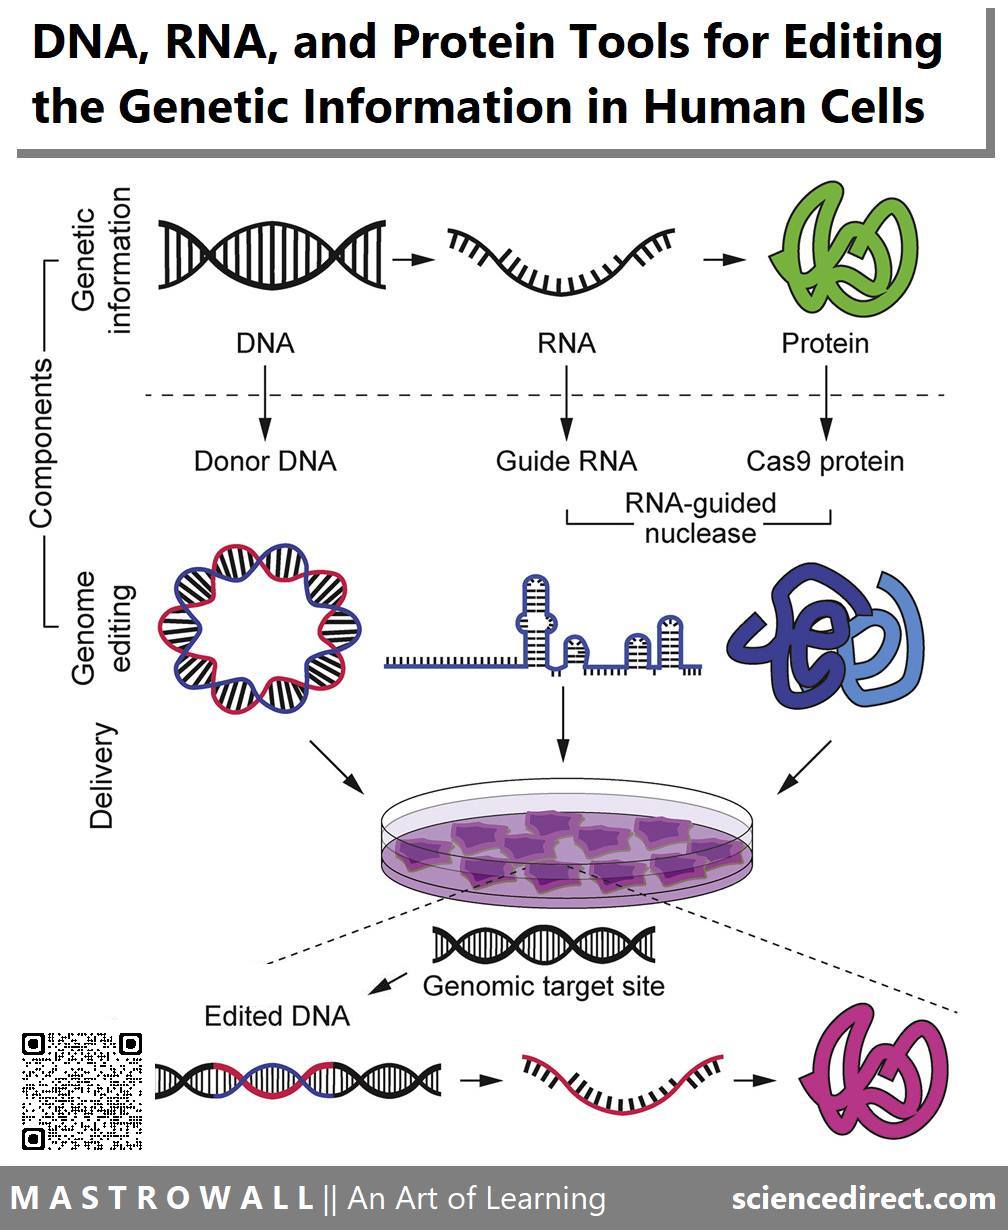 DNA, RNA, and Protein Tools for Editing
the Genetic Information in Human Cells
Genetic
information
Components
DNA
RNA
Protein
Donor DNA
Guide RNA
Cas9 protein
RNA-guided
nuclease
Genome
editing
Delivery
Genomic target site
Edited DNA
MASTROWALL || An Art of Learning
sciencedirect.com